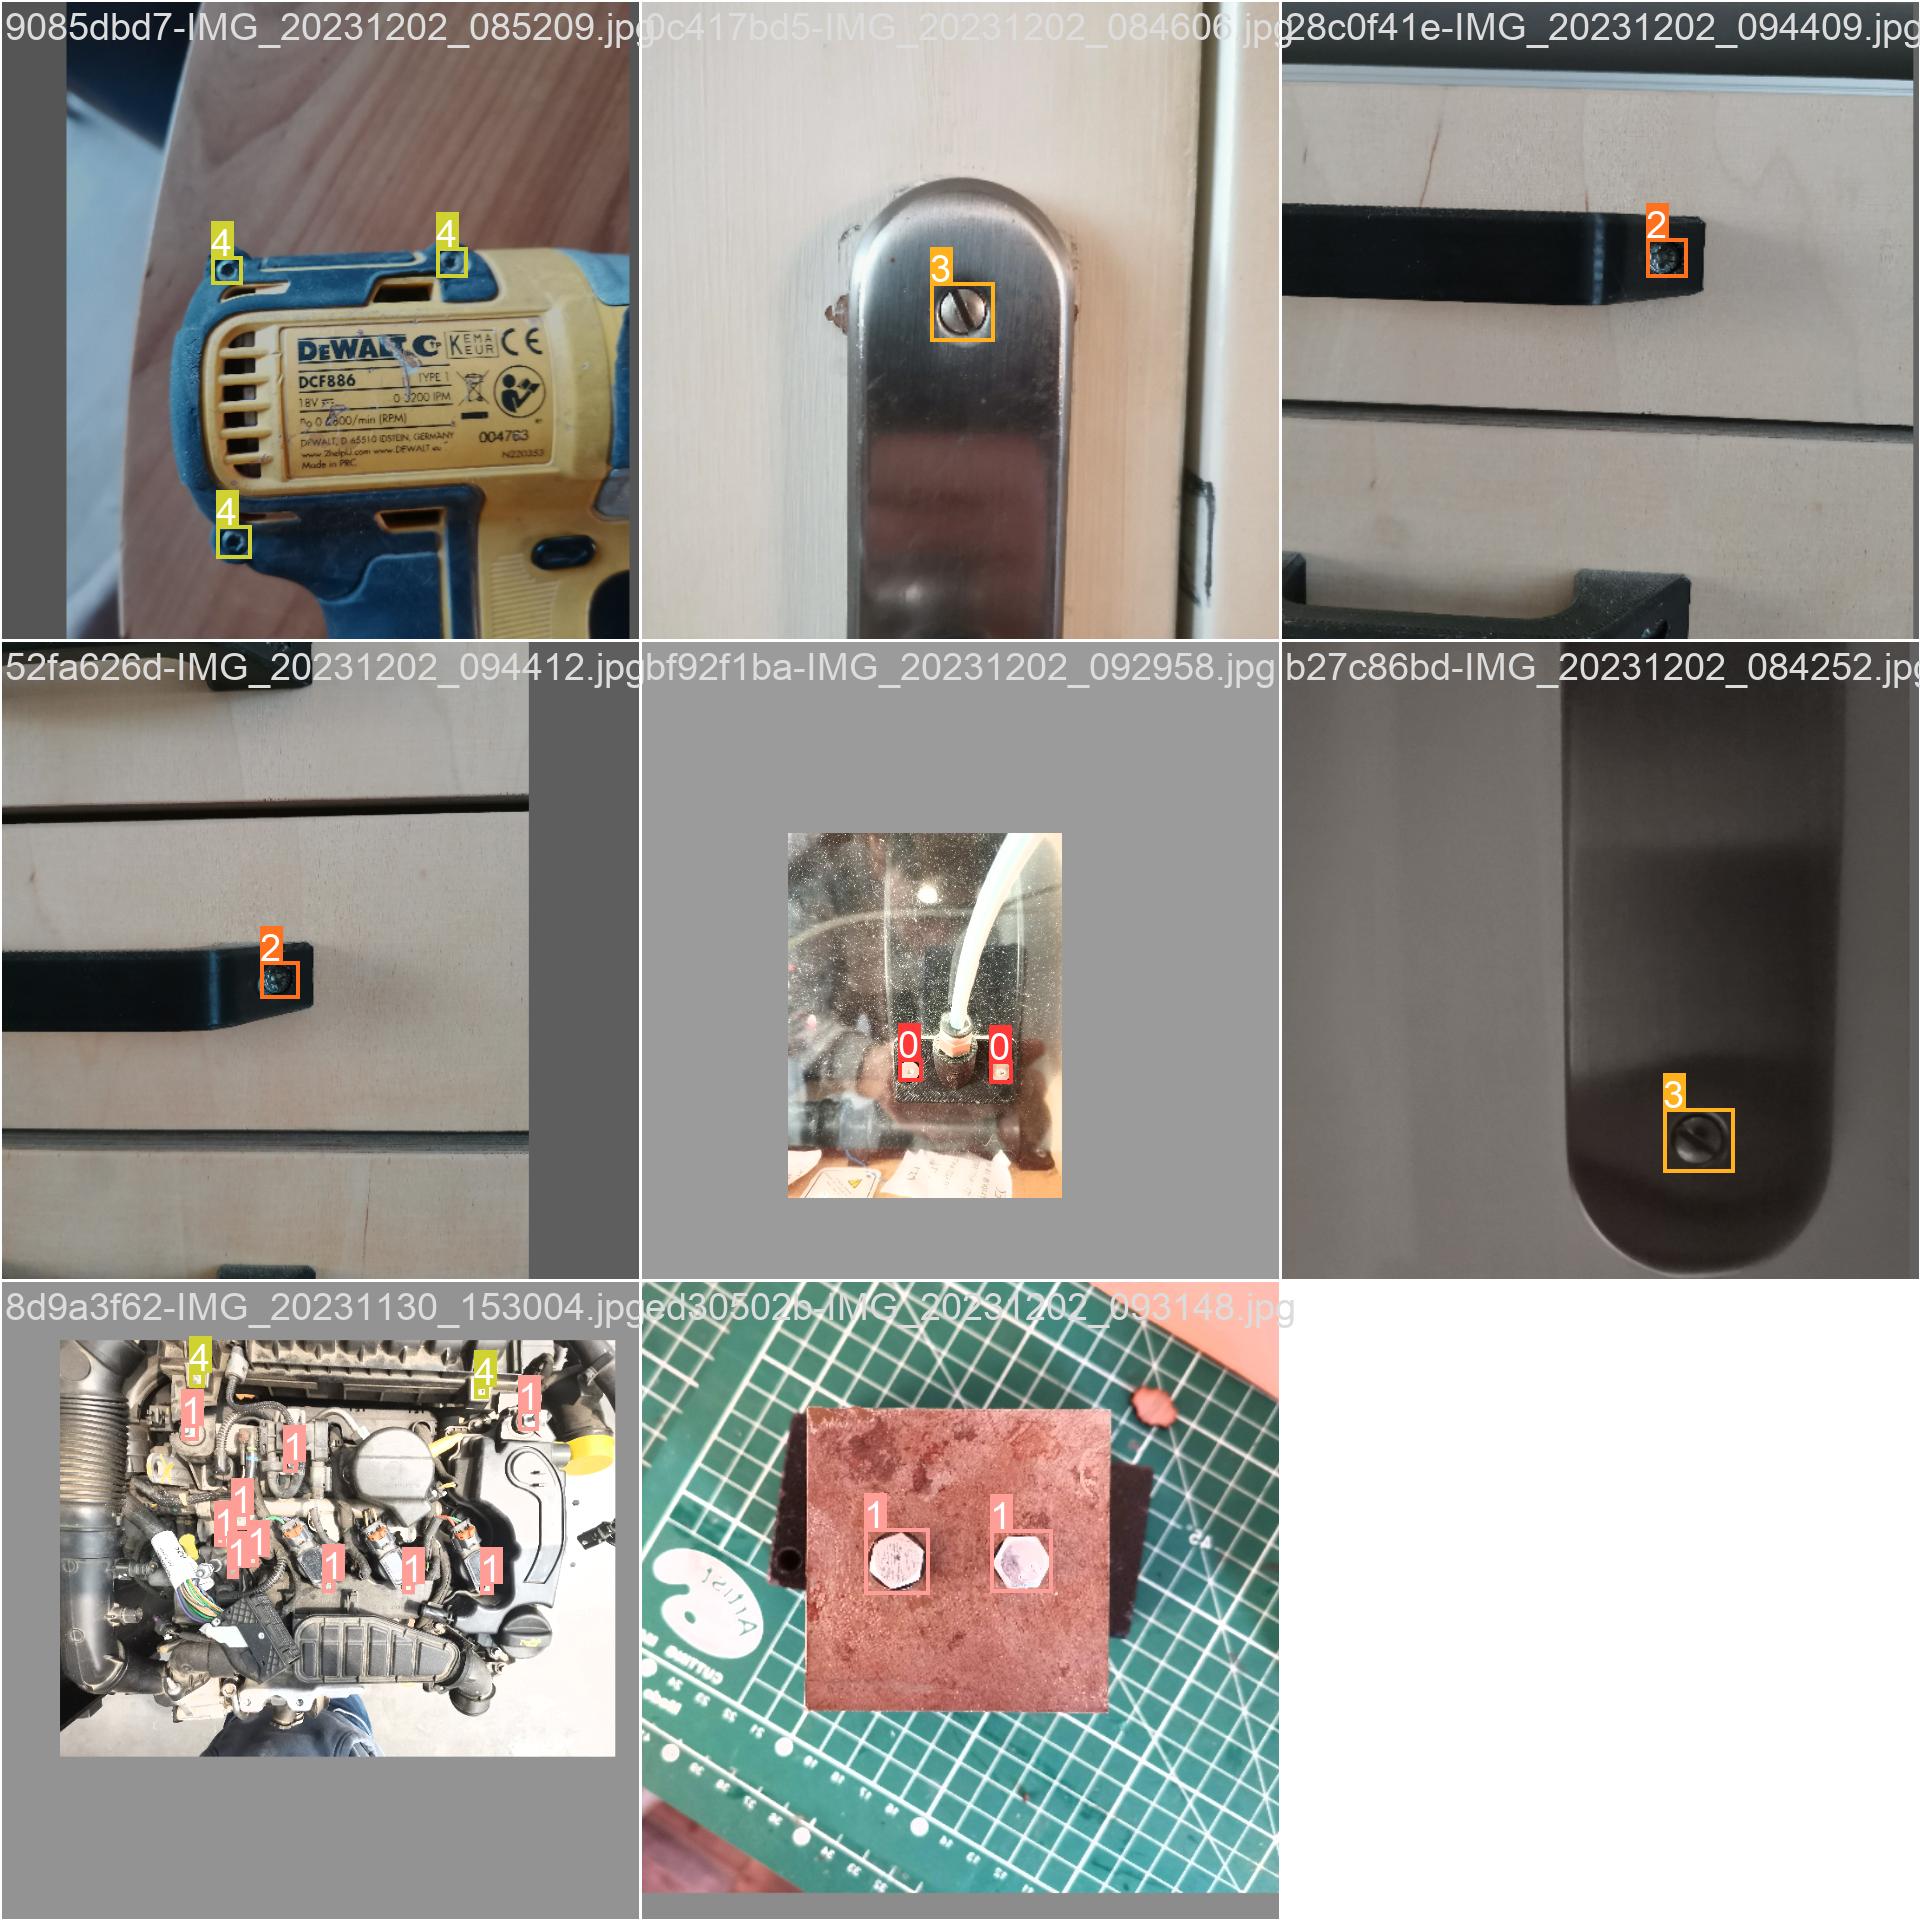 9085dbd7-IMG_20231202_085209.jpg
0c417bd5-IMG_20231202_084606.jpg
28c0f41e-IMG_20231202_094409.jpg
4
4
DEWALT
KEMA
KEUR
CE
DCF886
TYPE 1
18V
0-3200 IPM
/min (RPM)
DEWALT, D-65510 IDSTEIN, GERMANY
004763
www.2helpU.com www.DEWALT.eu
N220353
Made in PRC
4
3
2
52fa626d-IMG_20231202_094412.jpg
bf92f1ba-IMG_20231202_092958.jpg
b27c86bd-IMG_20231202_084252.jpg
2
0
0
3
8d9a3f62-IMG_20231130_153004.jpg
ed30502b-IMG_20231202_093148.jpg
4
4
1
1
1
1
1
1
1
1
1
1
1
1
Artist
CUTTING